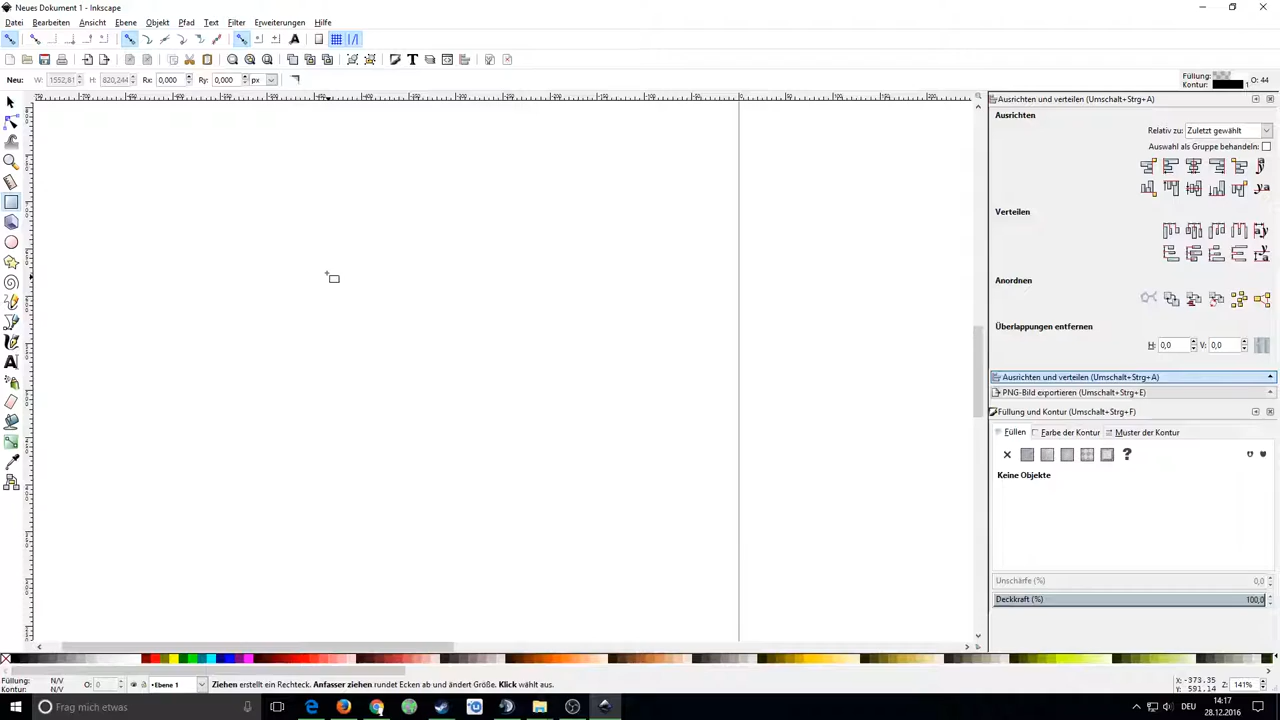 Neues Dokument 1 - Inkscape
Datei Bearbeiten Ansicht Ebene Objekt Pfad Text Filter Erweiterungen Hilfe
Neu: W: 1552,81 H: 820,244 Rx: 0,000 Ry: 0,000 px
Füllung:
Kontur: 1
O: 44
Ausrichten und verteilen (Umschalt+Strg+A)
Ausrichten
Relativ zu: Zuletzt gewählt
Auswahl als Gruppe behandeln:
Verteilen
Anordnen
Überlappungen entfernen
H: 0,0 V: 0,0
Ausrichten und verteilen (Umschalt+Strg+A)
PNG-Bild exportieren (Umschalt+Strg+E)
Füllung und Kontur (Umschalt+Strg+F)
Füllen Farbe der Kontur Muster der Kontur
Keine Objekte
Unschärfe (%) 0,0
Deckkraft (%) 100,0
Füllung: N/V
Kontur: N/V
O: 0
•Ebene 1
Ziehen erstellt ein Rechteck. Anfasser ziehen rundet Ecken ab und ändert Größe. Klick wählt aus.
X: -373.35
Y: 591.14
Z: 141%
Frag mich etwas
DEU
14:17
28.12.2016